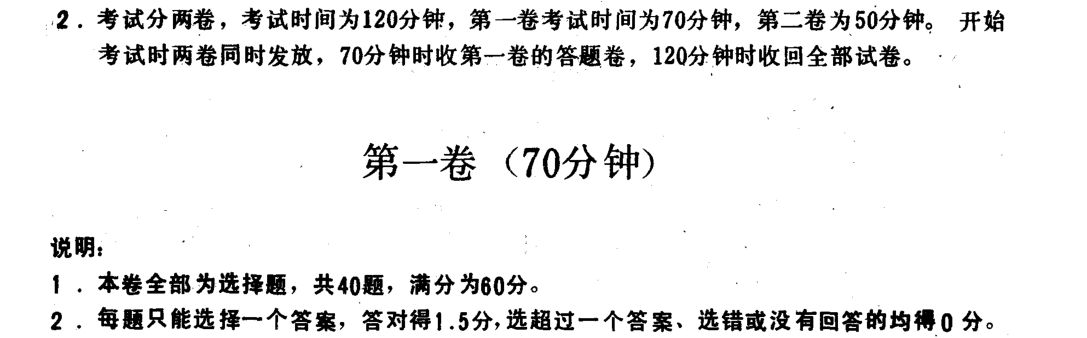 2．考试分两卷，考试时间为120分钟，第一卷考试时间为70分钟，第二卷为50分钟。 开始
考试时两卷同时发放，70分钟时收第一卷的答题卷，120分钟时收回全部试卷。
第一卷（70分钟）
说明：
1．本卷全部为选择题，共40题，满分为60分。
2．每题只能选择一个答案，答对得1.5分，选超过一个答案、选错或没有回答的均得0分。